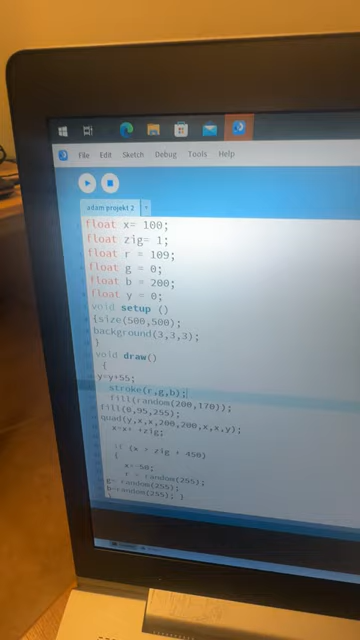 File Edit Sketch Debug Tools Help
adam projekt 2
float x= 100;
float zig= 1;
float r = 109;
float g = 0;
float b = 200;
float y = 0;
void setup ()
{size(500,500);
background(3,3,3);
}
void draw()
{
y=y+55;
stroke(r,g,b);
fill(random(200,170));
fill(0,95,255);
quad(y,x,x,200,200,x,x,y);
x=x+ +zig;
if (x + zig + 450)
{
x=-50;
r = random(255);
g= random(255);
b=random(255); }